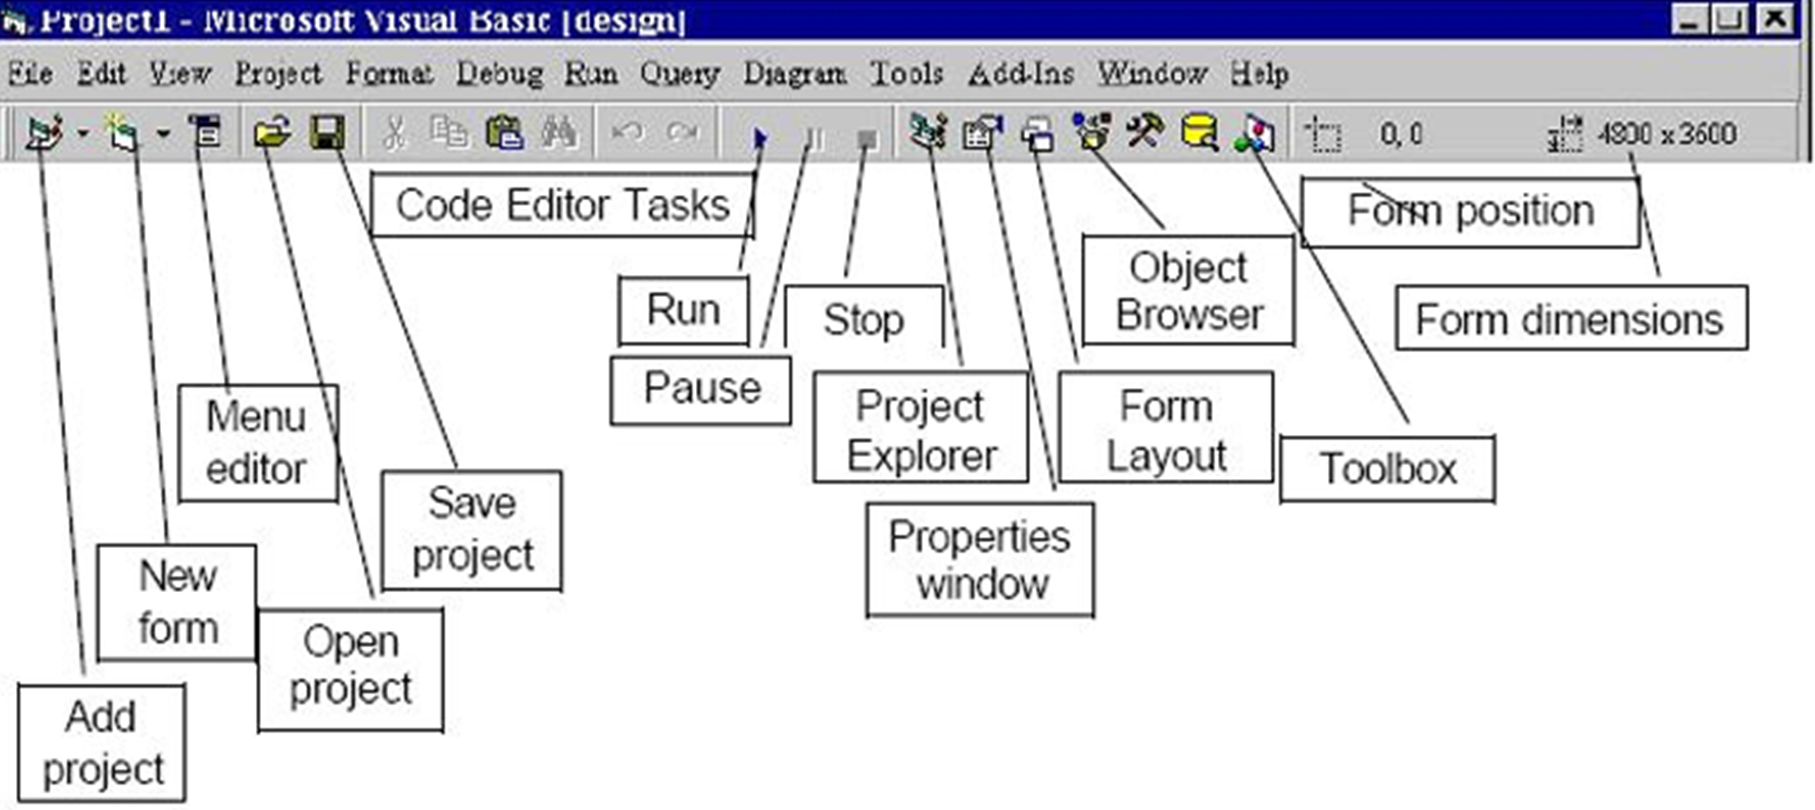 Project1 - Microsoft Visual Basic [design]
File Edit View Project Format Debug Run Query Diagram Tools Add-Ins Window Help
0, 0 4800 x 3600
Code Editor Tasks
Form position
Run
Stop
Object
Browser
Form dimensions
Pause
Menu
editor
Project
Explorer
Form
Layout
Toolbox
Save
project
Properties
window
New
form
Open
project
Add
project